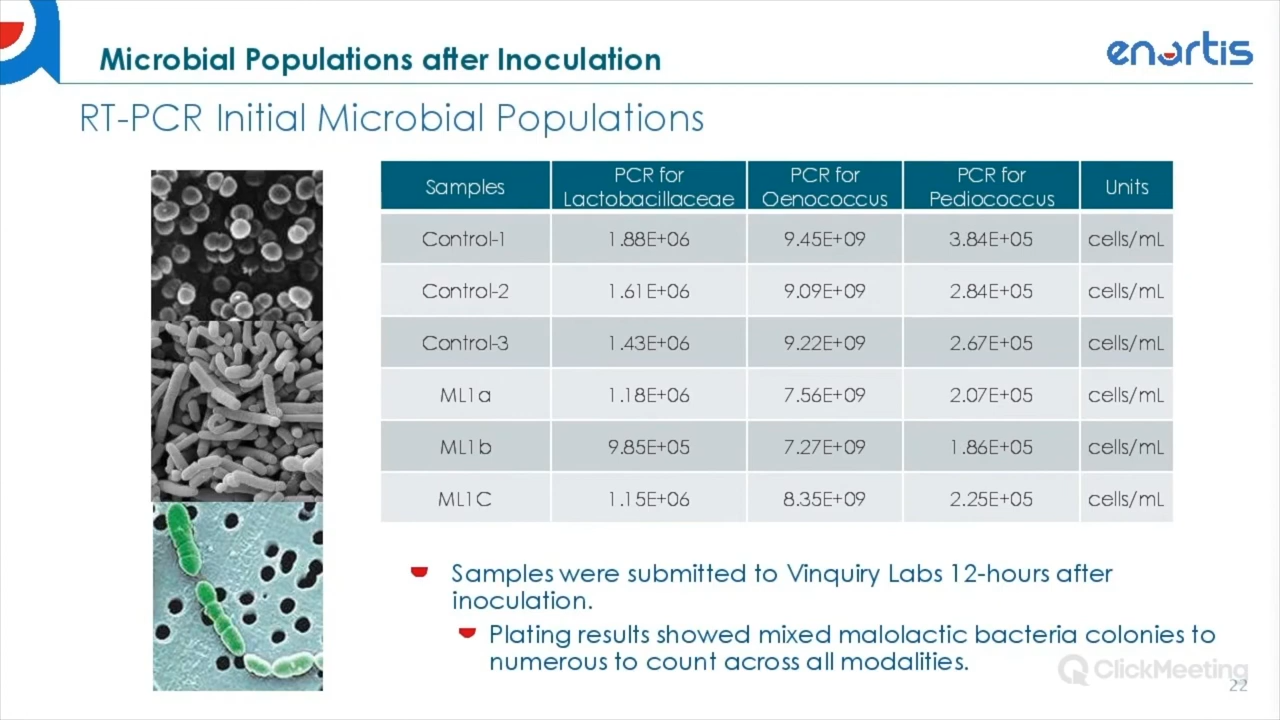 Microbial Populations after Inoculation
enartis
RT-PCR Initial Microbial Populations
Samples PCR for Lactobacillaceae PCR for Oenococcus PCR for Pediococcus Units
Control-1 1.88E+06 9.45E+09 3.84E+05 cells/mL
Control-2 1.61E+06 9.09E+09 2.84E+05 cells/mL
Control-3 1.43E+06 9.22E+09 2.67E+05 cells/mL
ML1a 1.18E+06 7.56E+09 2.07E+05 cells/mL
ML1b 9.85E+05 7.27E+09 1.86E+05 cells/mL
ML1C 1.15E+06 8.35E+09 2.25E+05 cells/mL
Samples were submitted to Vinquiry Labs 12-hours after
inoculation.
Plating results showed mixed malolactic bacteria colonies to
numerous to count across all modalities.
ClickMeeting
22